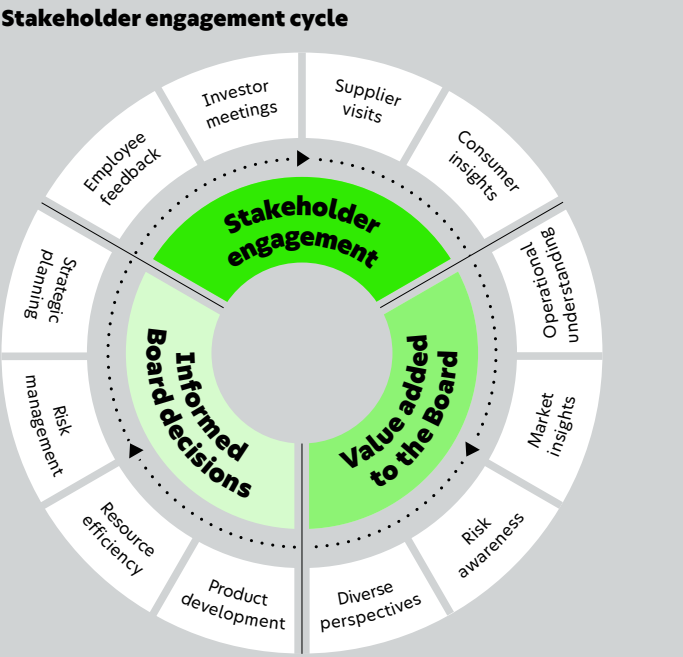 Stakeholder engagement cycle
Investor
meetings
Supplier
visits
Consumer
insights
Operational
understanding
Market
insights
Risk
awareness
Diverse
perspectives
Product
development
Resource
efficiency
Risk
management
Strategic
planning
Employee
feedback
Stakeholder
engagement
Value added
to the Board
Informed
Board decisions